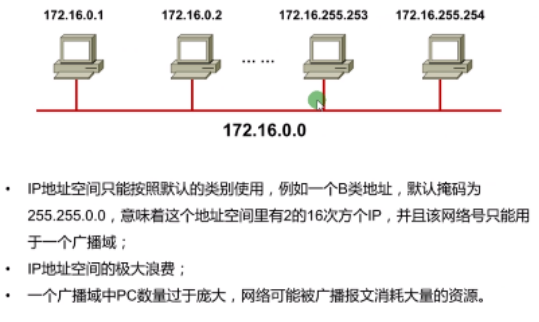 172.16.0.1 172.16.0.2 172.16.255.253 172.16.255.254
... ...
172.16.0.0
• IP地址空间只能按照默认的类别使用，例如一个B类地址，默认掩码为
255.255.0.0，意味着这个地址空间里有2的16次方个IP，并且该网络号只能用
于一个广播域；
• IP地址空间的极大浪费；
• 一个广播域中PC数量过于庞大，网络可能被广播报文消耗大量的资源。